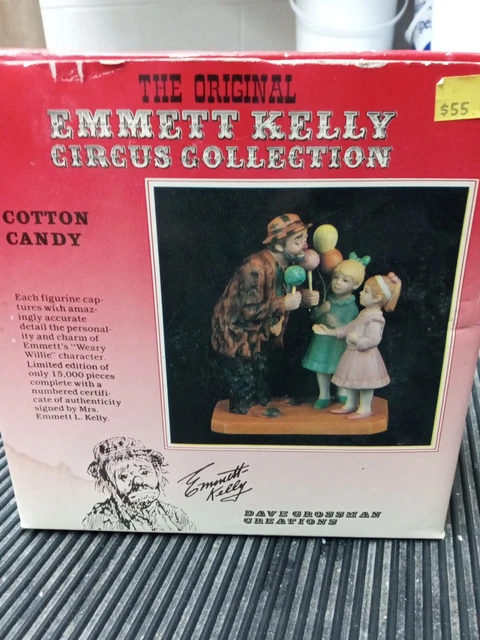 THE ORIGINAL
EMMETT KELLY
CIRCUS COLLECTION
$55
COTTON
CANDY
Each figurine cap-
tures with amaz-
ingly accurate
detail the personal-
ity and charm of
Emmett's "Weary
Willie" character.
Limited edition of
only 15,000 pieces
complete with a
numbered certifi-
cate of authenticity
signed by Mrs.
Emmett L. Kelly.
Emmett
Kelly
DAVE GROSSMAN
CREATIONS